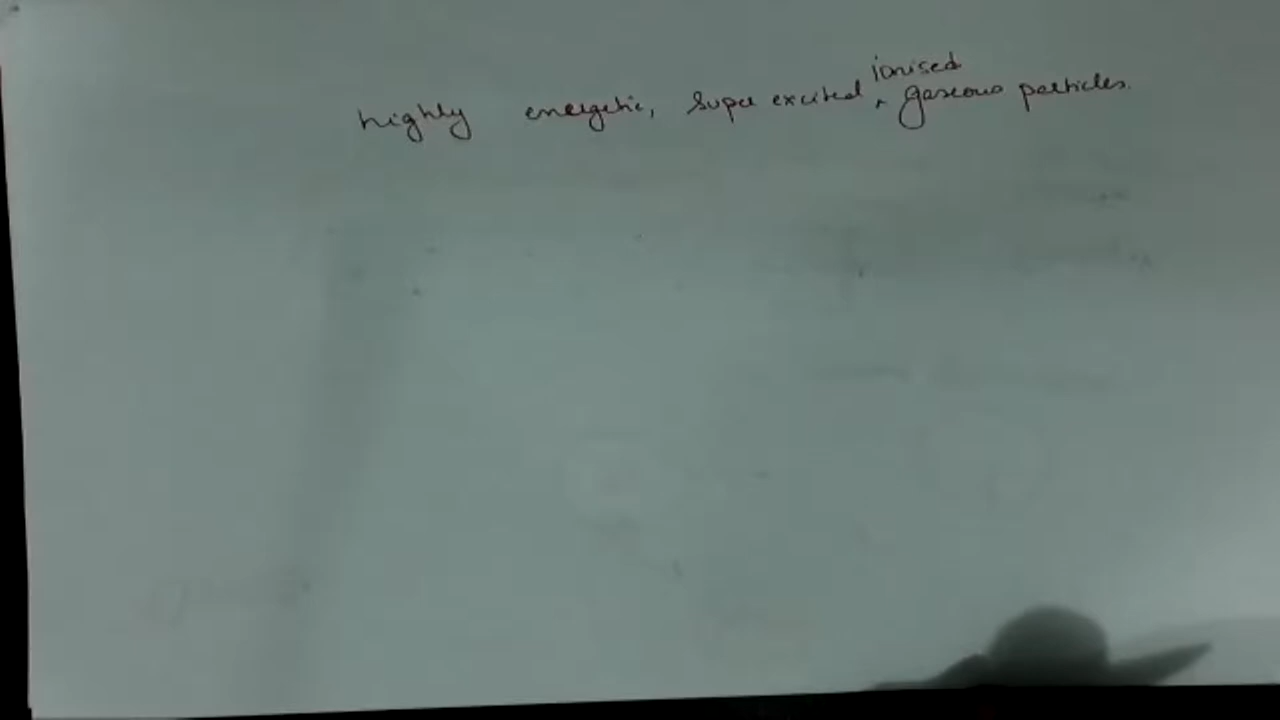 highly energetic, super excited ionised gaseous particles.